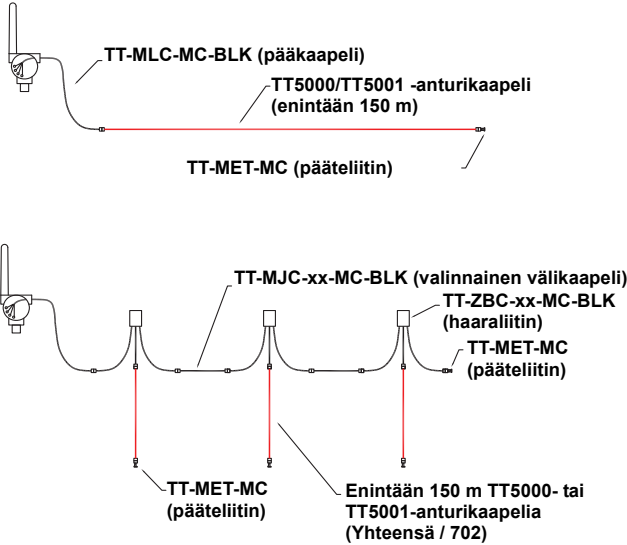 TT-MLC-MC-BLK (pääkaapeli)
TT5000/TT5001 -anturikaapeli
(enintään 150 m)
TT-MET-MC (pääteliitin)
TT-MJC-xx-MC-BLK (valinnainen välikaapeli)
TT-ZBC-xx-MC-BLK
(haaraliitin)
TT-MET-MC
(pääteliitin)
TT-MET-MC
(pääteliitin)
Enintään 150 m TT5000- tai
TT5001-anturikaapelia
(Yhteensä / 702)